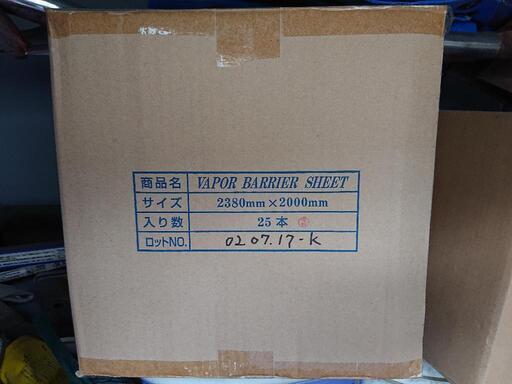 商品名 VAPOR BARRIER SHEET
サイズ 2380mm×2000mm
入り数 25本
ロットNO. 0207.17-K